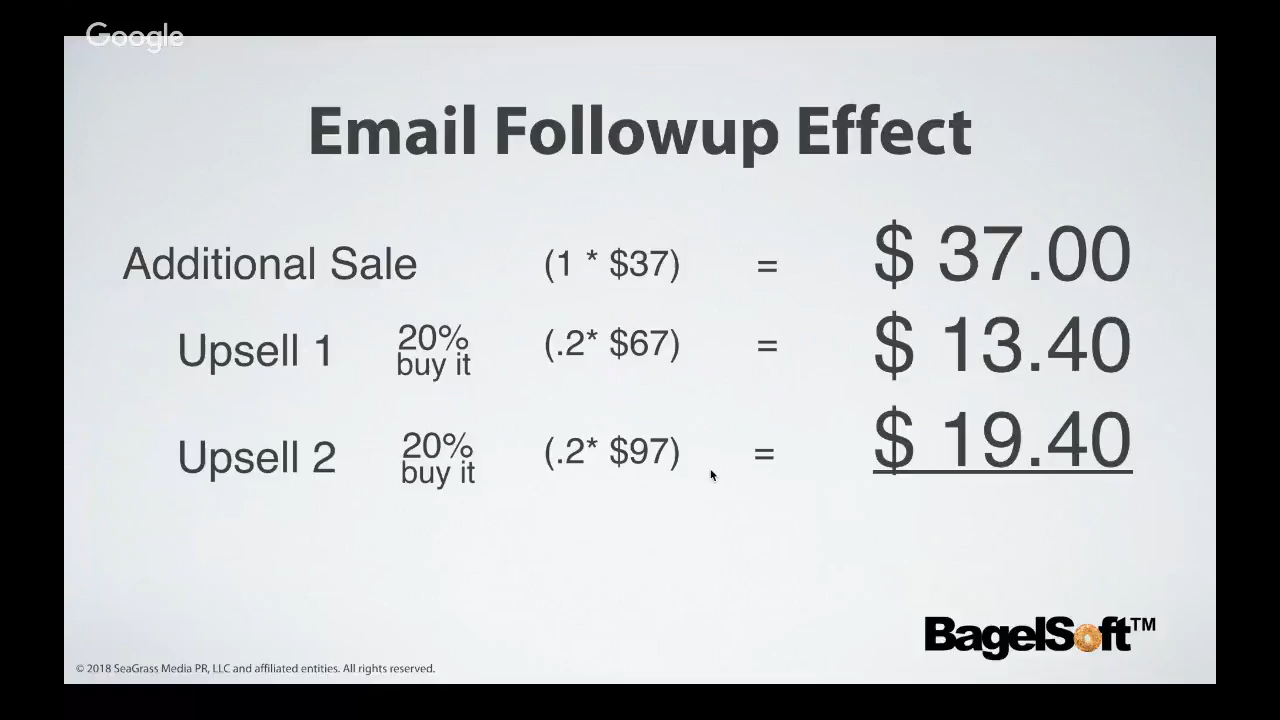 Google
Email Followup Effect
Additional Sale (1 * $37) = $ 37.00
Upsell 1 20% buy it (.2* $67) = $ 13.40
Upsell 2 20% buy it (.2* $97) = $ 19.40
BagelSoft™
© 2018 SeaGrass Media PR, LLC and affiliated entities. All rights reserved.